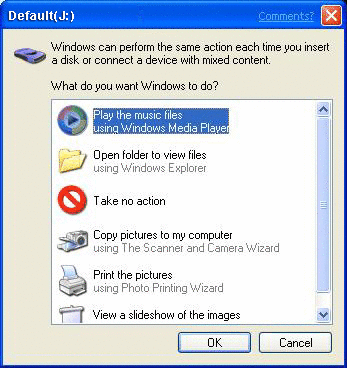 Default(J:)
Comments?
Windows can perform the same action each time you insert
a disk or connect a device with mixed content.
What do you want Windows to do?
Play the music files
using Windows Media Player
Open folder to view files
using Windows Explorer
Take no action
Copy pictures to my computer
using The Scanner and Camera Wizard
Print the pictures
using Photo Printing Wizard
View a slideshow of the images
OK
Cancel